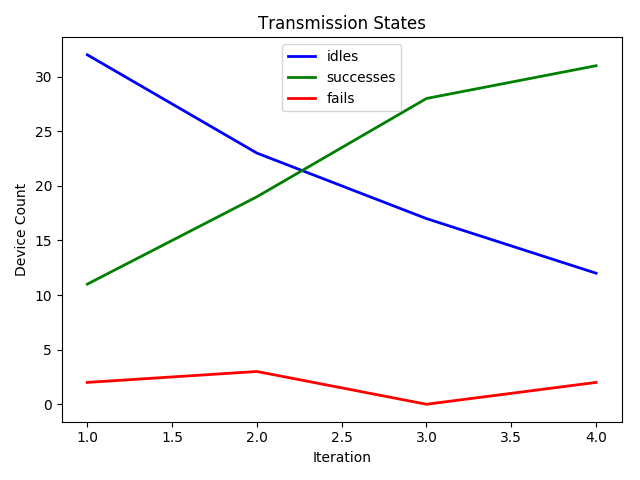 Transmission States
idles
successes
fails
Device Count
30
25
20
15
10
5
0
1.0 1.5 2.0 2.5 3.0 3.5 4.0
Iteration